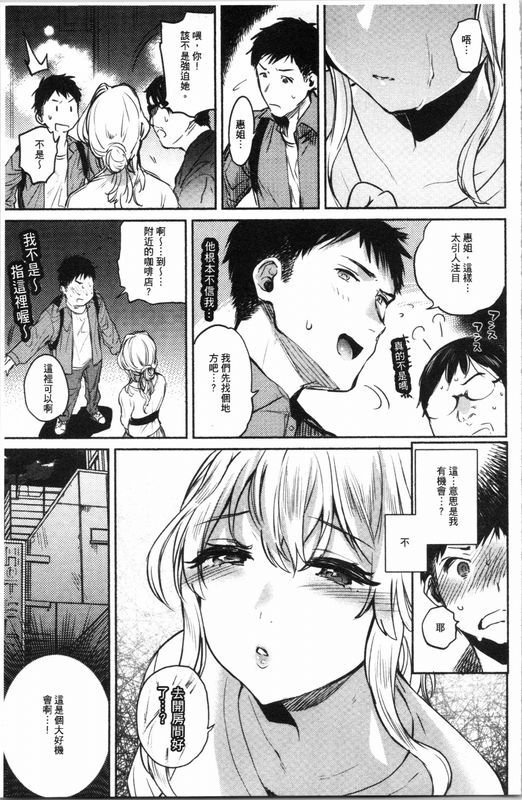 唔…
惠姐…
喂，你！
該不是強迫她。
不是～
惠姐，這樣…
太引人注目
真的不是嗎
他根本不信我…
我們先找個地
方吧…？
啊～…到～…
附近的咖啡店？
我不是～
指這裡喔～
這裡可以啊
這…意思是我
有機會…？
不
耶
去開房間好
了…？
這是個大好機
會啊…！